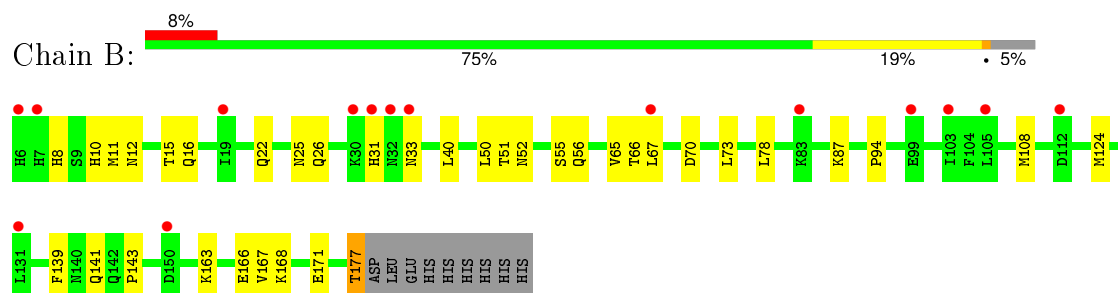 8%
Chain B: 75% 19% • 5%
H6 H7 H8 S9 H10 M11 N12 T15 Q16 I19 Q22 N25 Q26 K30 H31 N32 N33 L40 L50 T51 N52 S55 Q56 V65 T66 L67 D70 L73 L78 K83 K87 P94 E99 I103 F104 L105 M108 D112 M124
L131 F139 N140 Q141 Q142 P143 D150 K163 E166 V167 K168 E171 T177 ASP LEU GLU HIS HIS HIS HIS HIS HIS